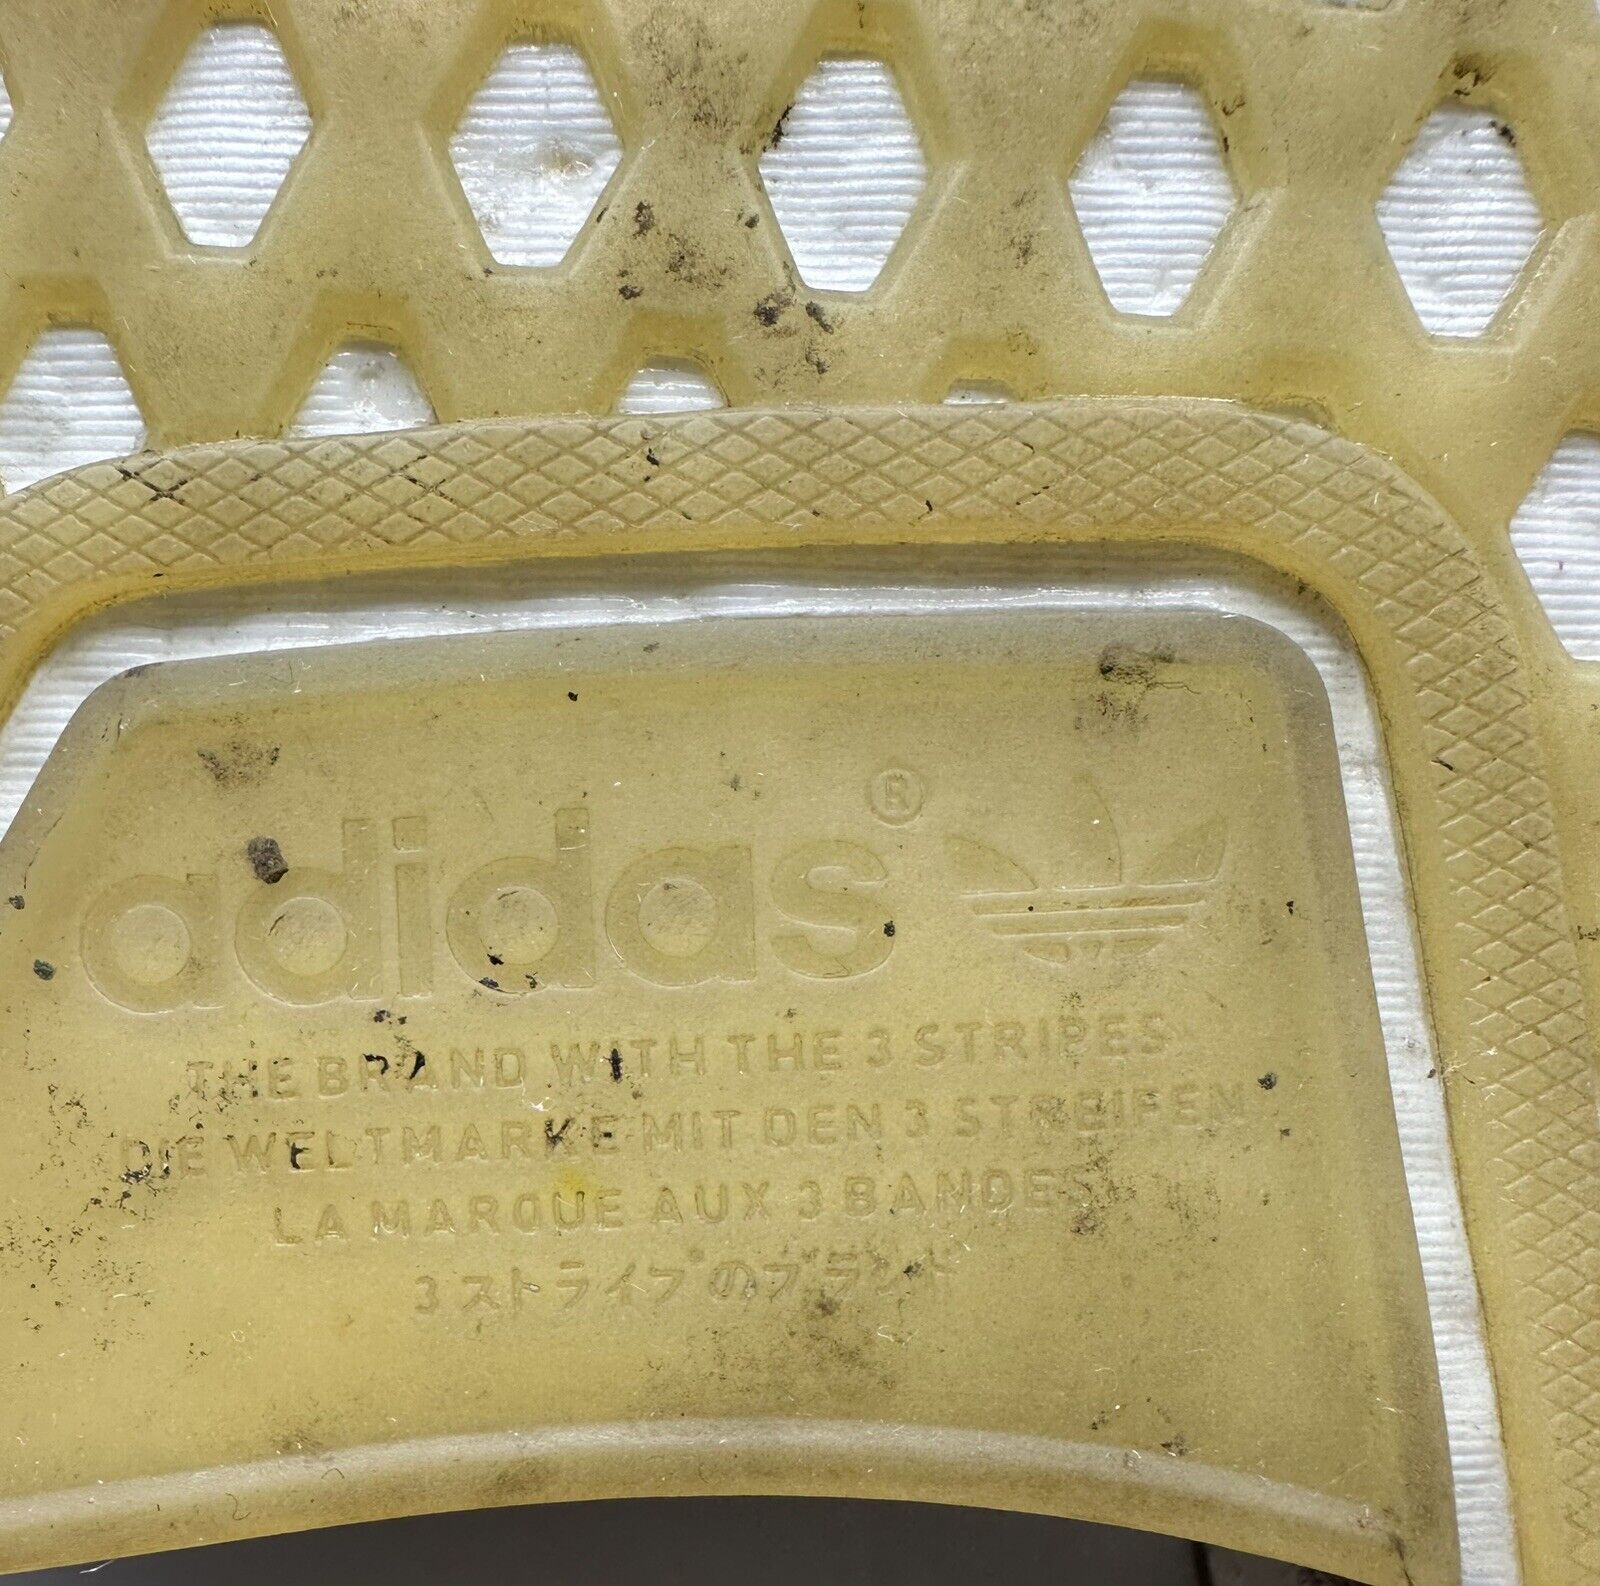 adidas®
THE BRAND WITH THE 3 STRIPES
DIE WELTMARKE MIT DEN 3 STREIFEN
LA MARQUE AUX 3 BANDES
3 ストライプのブランド